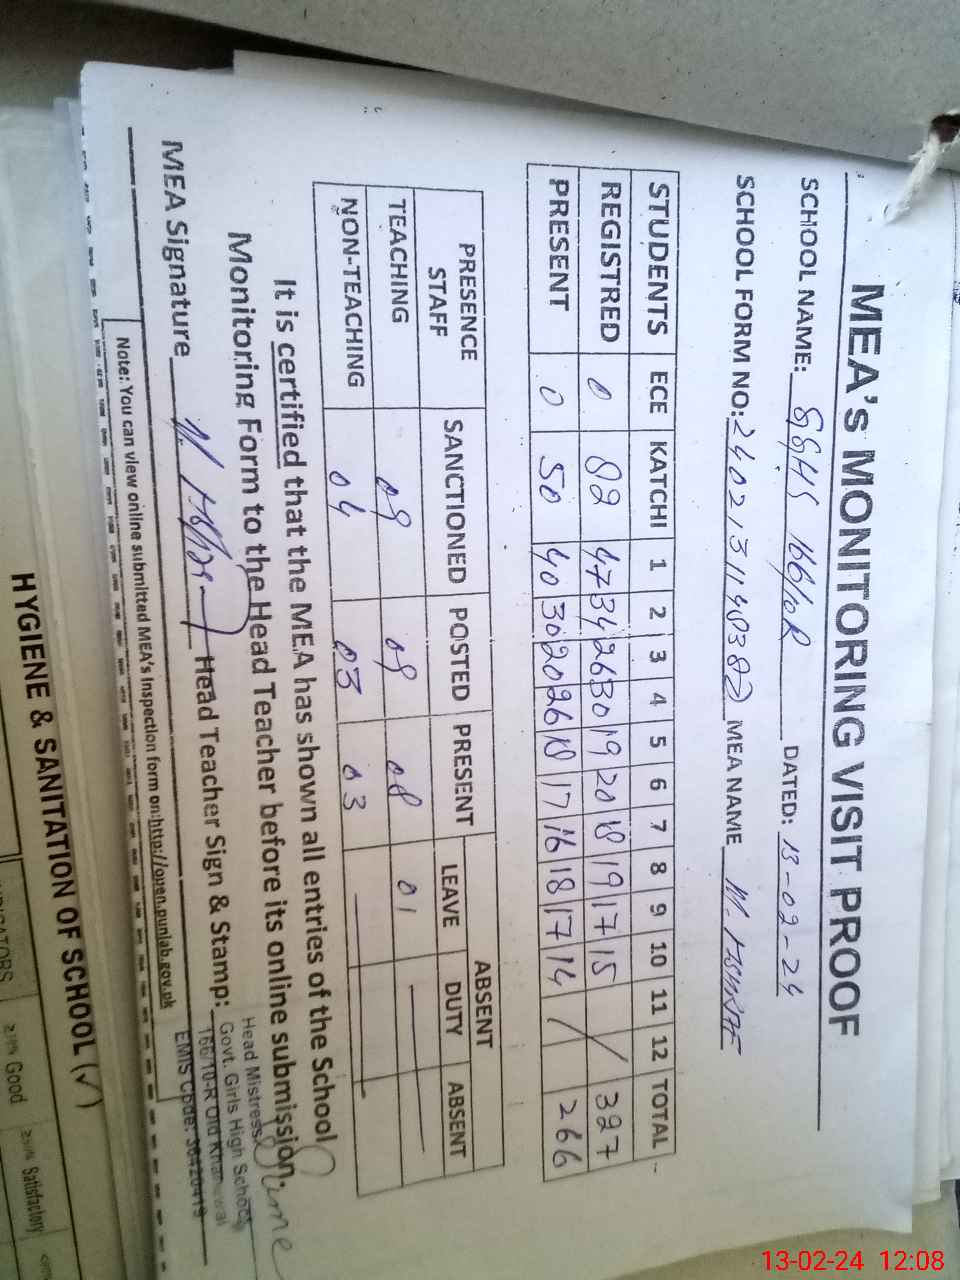 MEA's MONITORING VISIT PROOF
SCHOOL NAME: GGHS 166/10R DATED: 13-02-24
SCHOOL FORM NO: MEA NAME
STUDENTS ECE KATCHI 1 2 3 4 5 6 7 8 9 10 11 12 TOTAL
REGISTRED 0 82 47 34 26 30 19 20 18 19 17 15 / 327
PRESENT 0 50 40 30 20 26 18 17 16 18 17 14 / 266
PRESENCE STAFF SANCTIONED POSTED PRESENT ABSENT
LEAVE DUTY ABSENT
TEACHING 09 09 08 01 — —
NON-TEACHING 04 03 03 — — —
It is certified that the MEA has shown all entries of the School
Monitoring Form to the Head Teacher before its online submission.
MEA Signature Head Teacher Sign & Stamp:
Head Mistress
Govt. Girls High School
166/10-R Old Khanewal
EMIS Code:
Note: You can view online submitted MEA's Inspection form on:http://open.punjab.gov.pk
HYGIENE & SANITATION OF SCHOOL (✓)
Good
Satisfactory
13-02-24 12:08